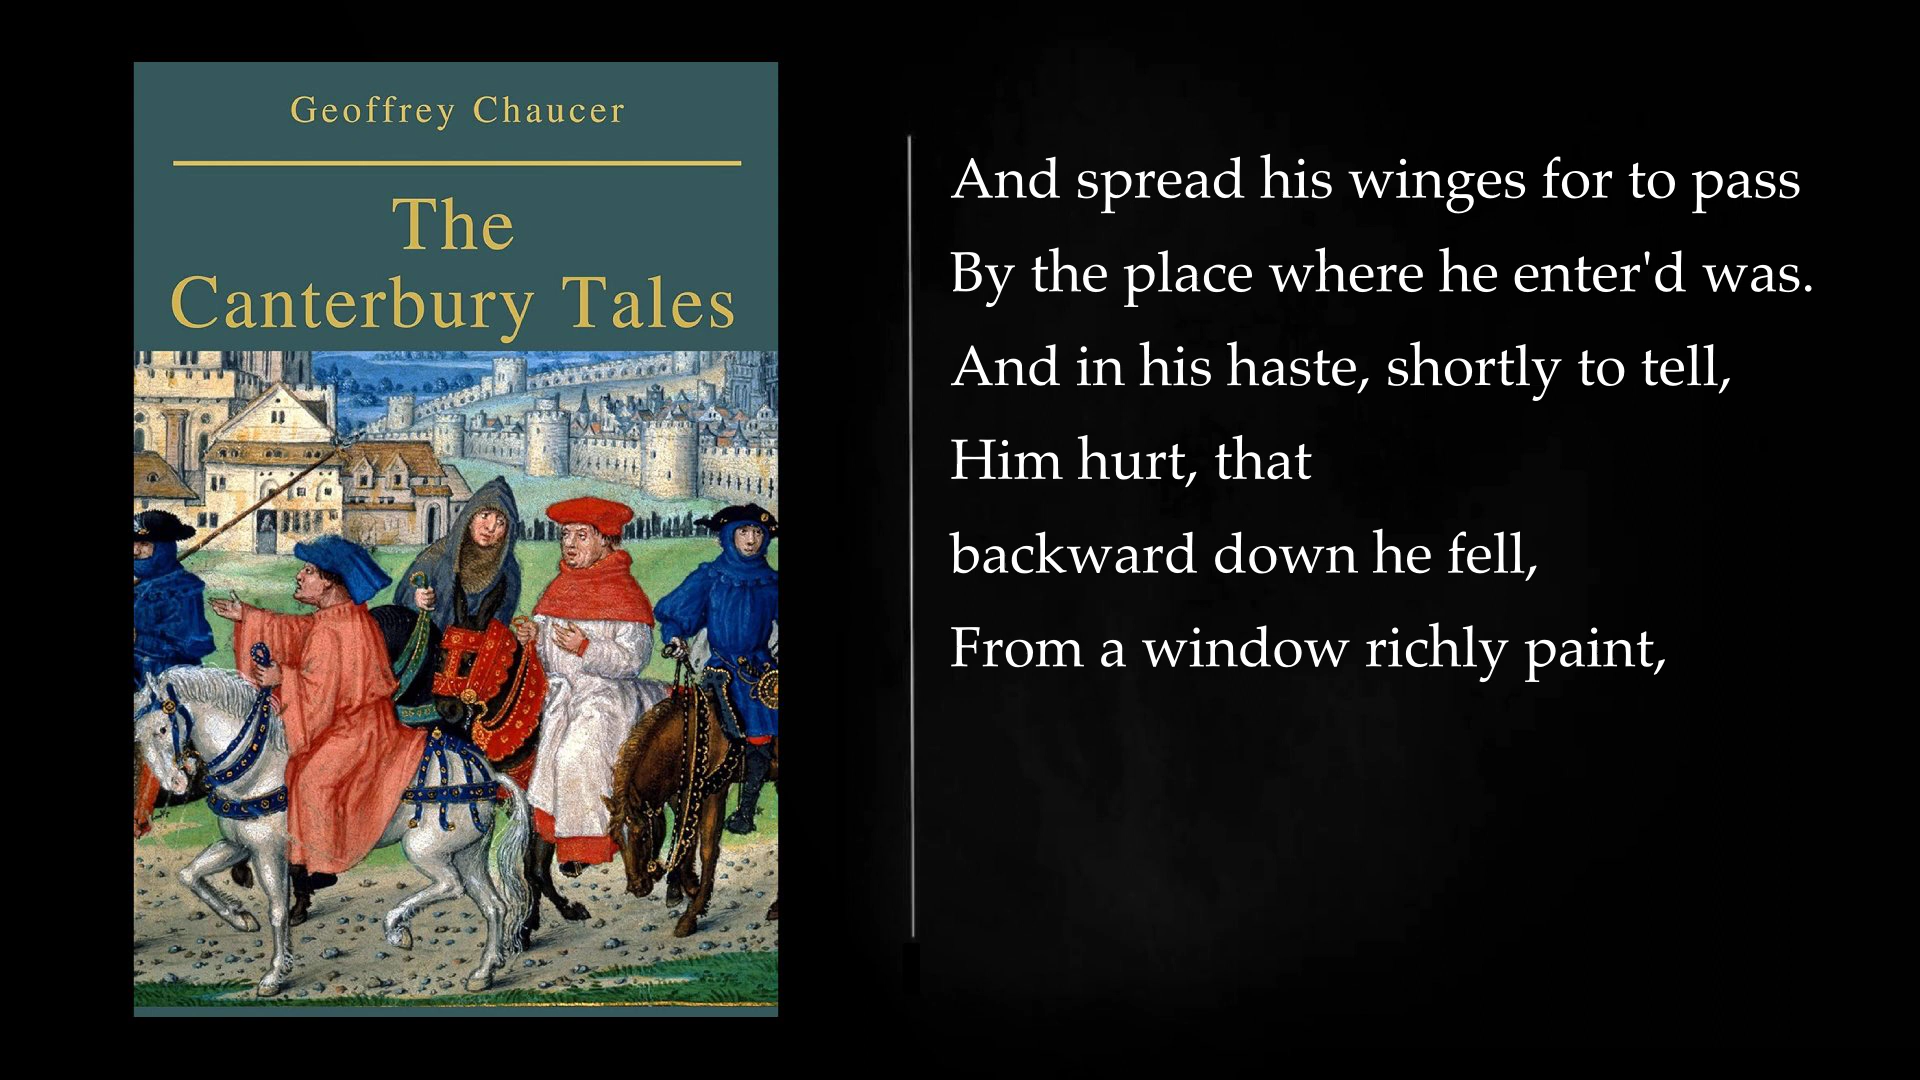 Geoffrey Chaucer
The
Canterbury Tales
And spread his winges for to pass
By the place where he enter'd was.
And in his haste, shortly to tell,
Him hurt, that
backward down he fell,
From a window richly paint,